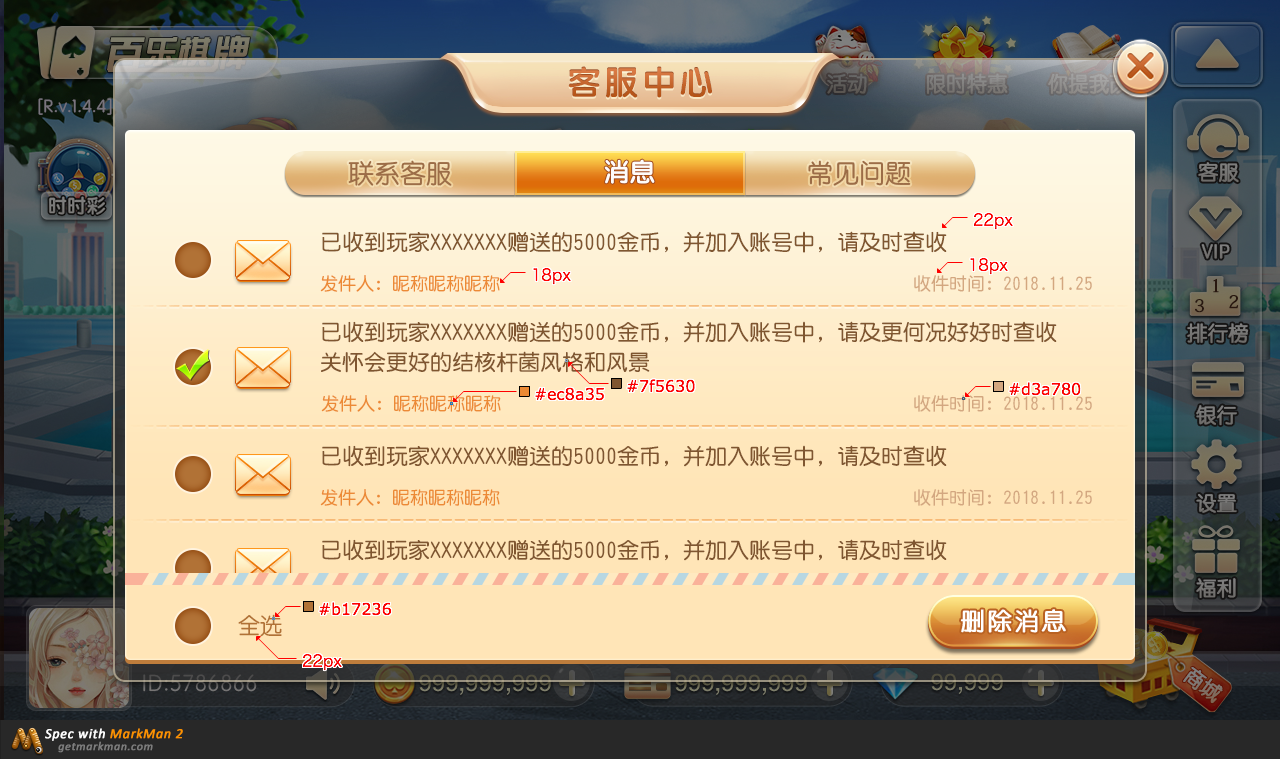 百乐棋牌
客服中心
活动
限时特惠
你提我
[R.v.1.4.4]
时时彩
联系客服
消息
常见问题
客服
VIP
1
3 2
排行榜
银行
设置
福利
22px
已收到玩家XXXXXXX赠送的5000金币，并加入账号中，请及时查收
18px
18px
发件人：昵称昵称昵称
收件时间：2018.11.25
已收到玩家XXXXXXX赠送的5000金币，并加入账号中，请及更何况好好时查收
关怀会更好的结核杆菌风格和风景
#ec8a35
#7f5630
#d3a780
发件人：昵称昵称昵称
收件时间：2018.11.25
已收到玩家XXXXXXX赠送的5000金币，并加入账号中，请及时查收
发件人：昵称昵称昵称
收件时间：2018.11.25
已收到玩家XXXXXXX赠送的5000金币，并加入账号中，请及时查收
全选
#b17236
22px
删除消息
ID:5786866
999,999,999
999,999,999
99,999
商城
Spec with MarkMan 2
getmarkman.com